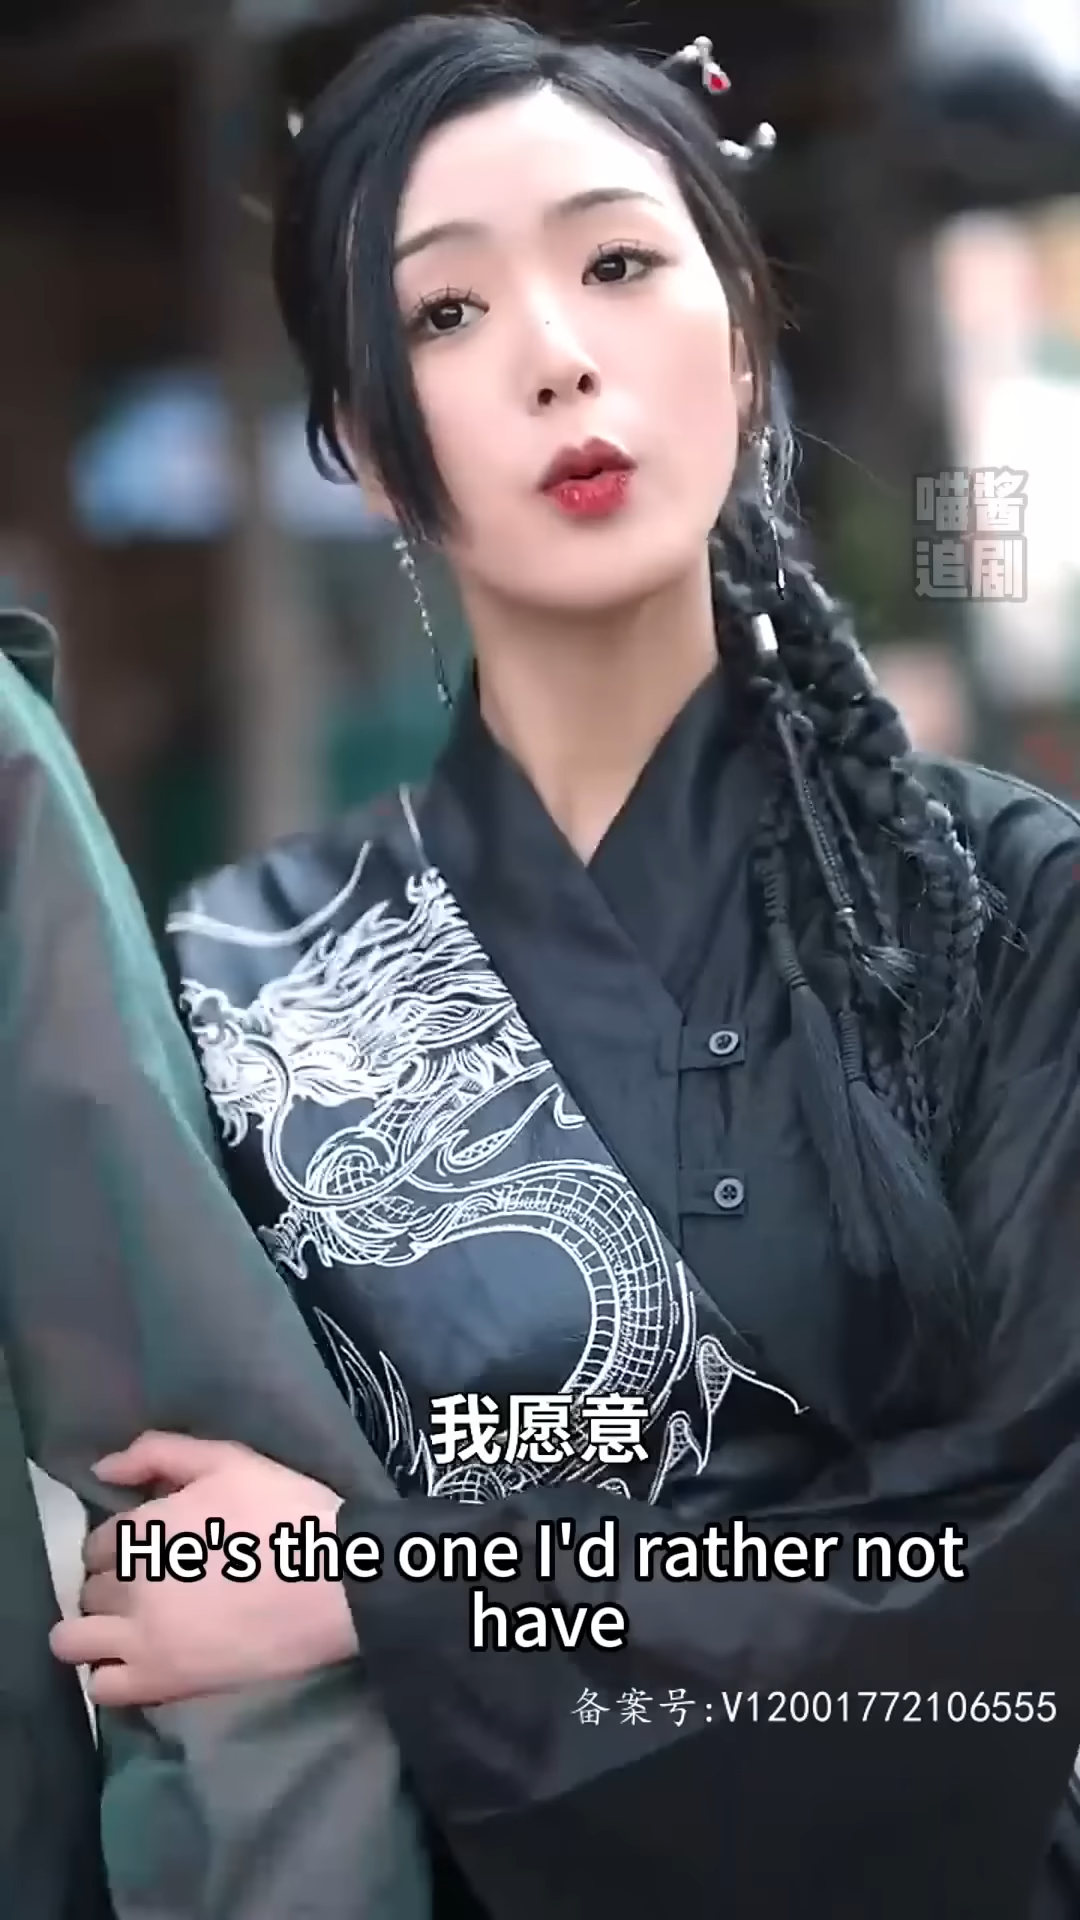 喵酱
追剧
我愿意
He's the one I'd rather not
have
备案号:V12001772106555